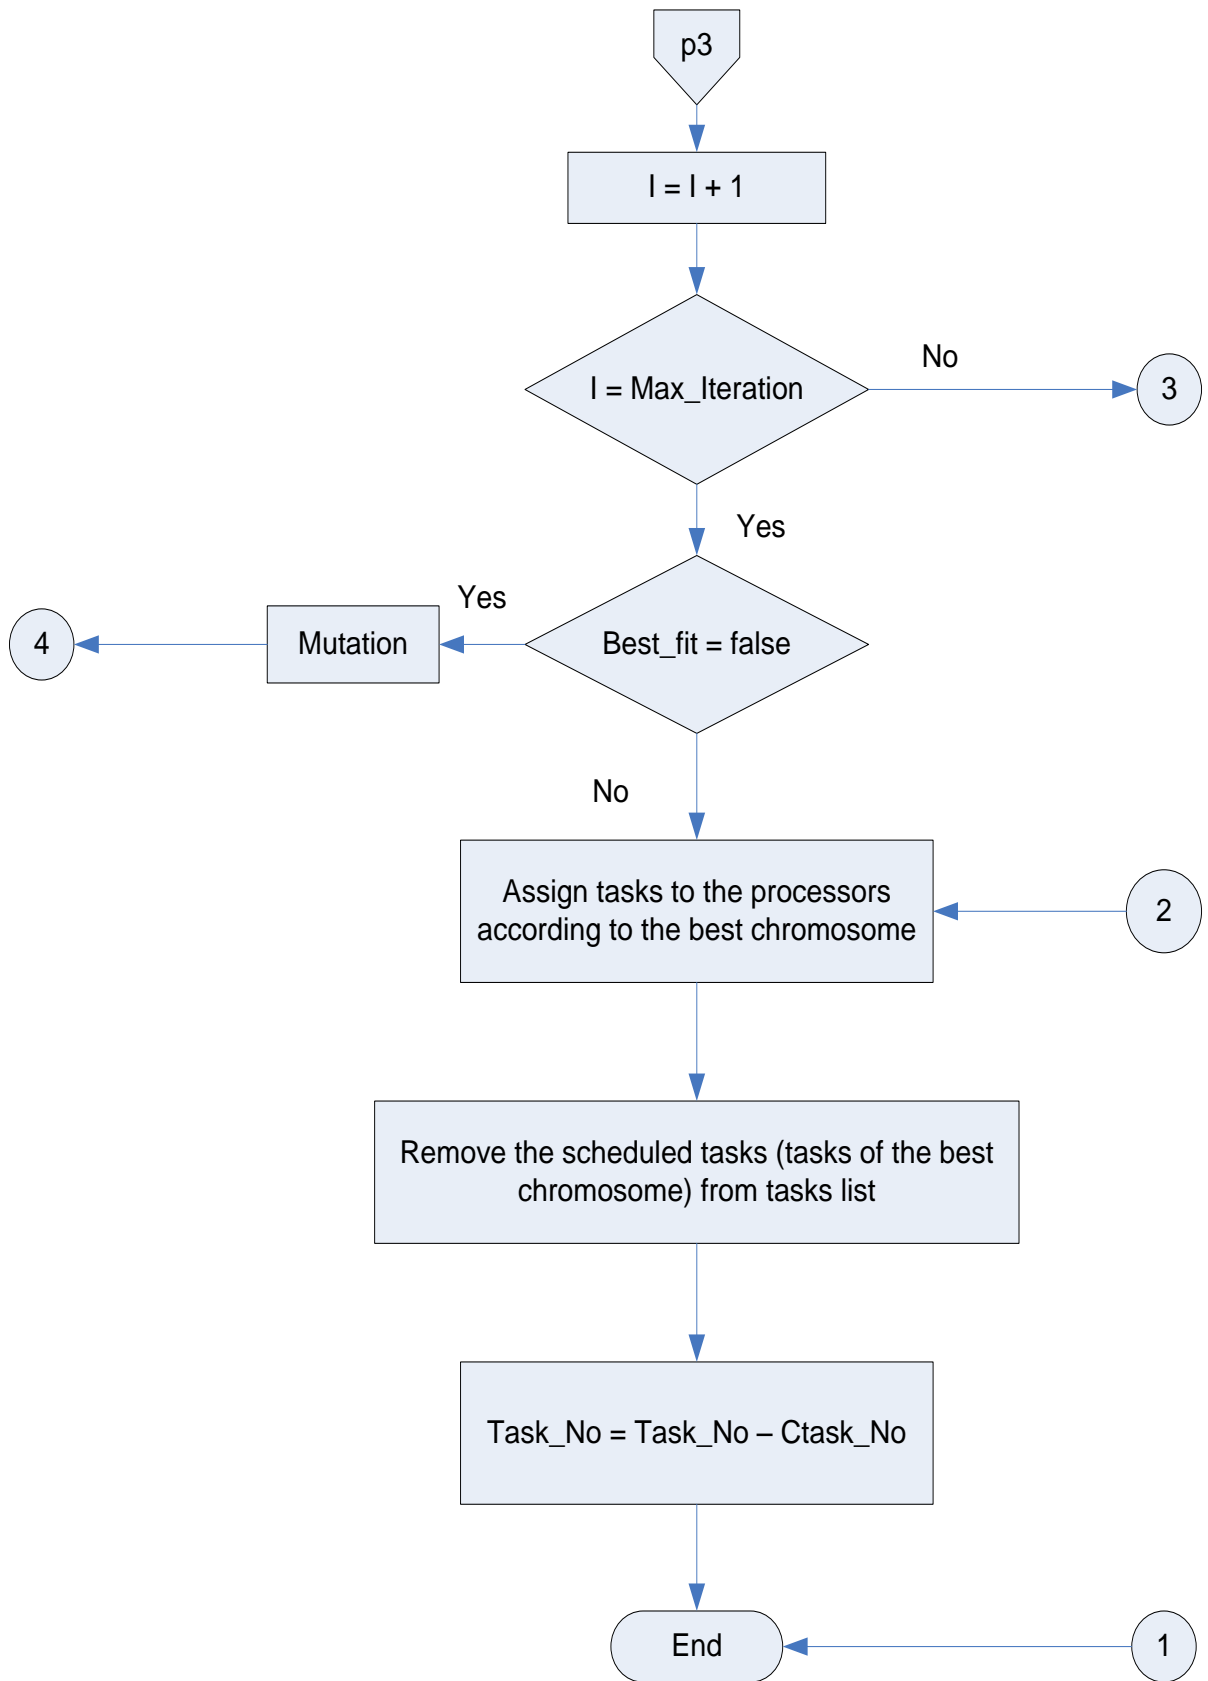 p3
I = I + 1
I = Max_Iteration
No
3
Yes
Best_fit = false
Yes
Mutation
4
No
Assign tasks to the processors
according to the best chromosome
2
Remove the scheduled tasks (tasks of the best
chromosome) from tasks list
Task_No = Task_No – Ctask_No
End
1